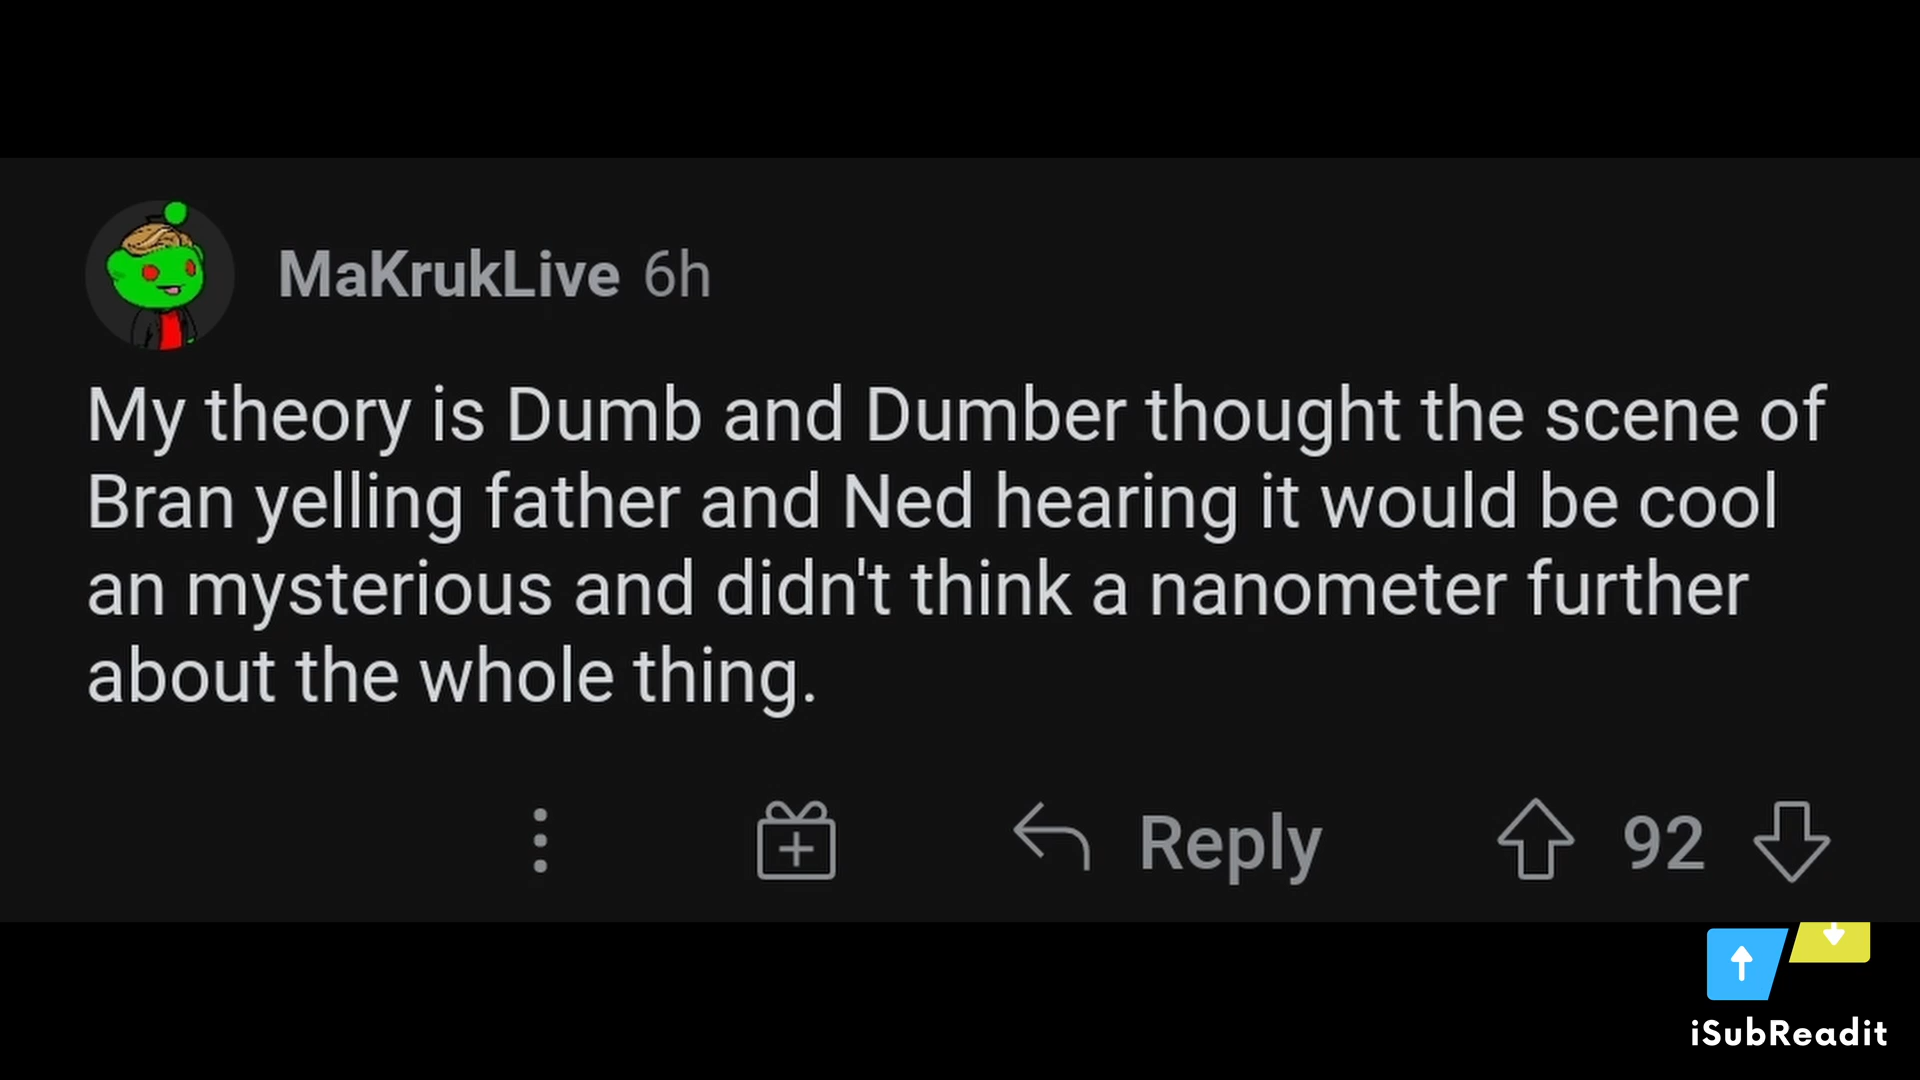 MaKrukLive 6h
My theory is Dumb and Dumber thought the scene of
Bran yelling father and Ned hearing it would be cool
an mysterious and didn't think a nanometer further
about the whole thing.
Reply 92
iSubReadit